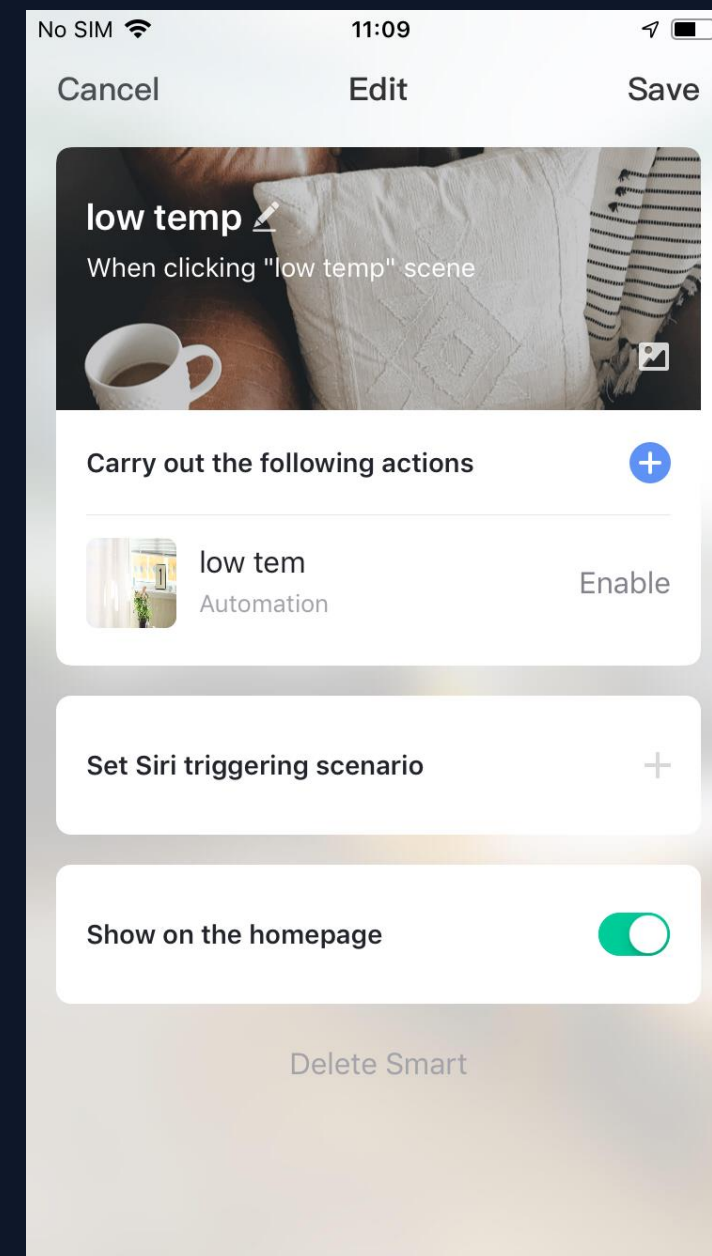 No SIM 11:09
Cancel Edit Save
low temp
When clicking "low temp" scene
Carry out the following actions
low tem
Automation
Enable
Set Siri triggering scenario
Show on the homepage
Delete Smart